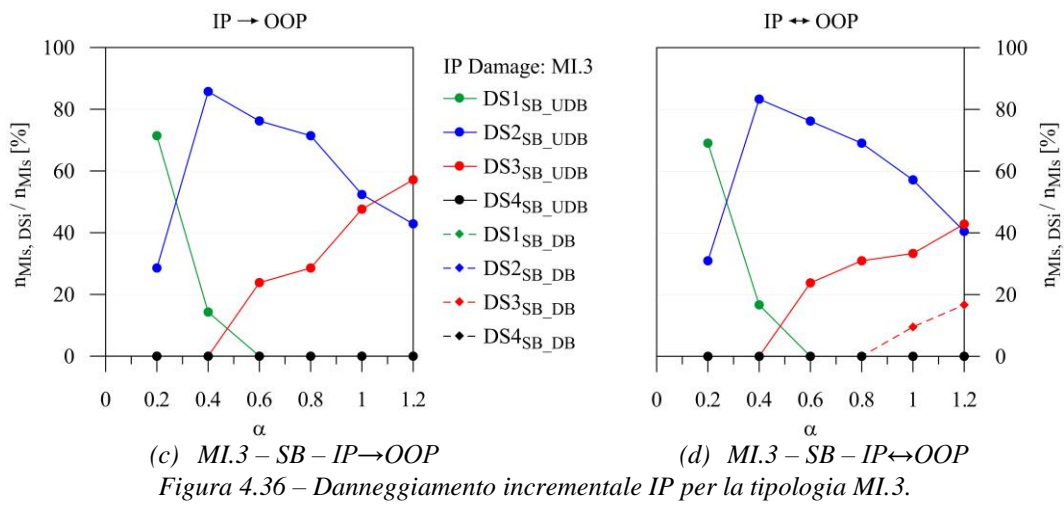 IP → OOP
IP ↔ OOP
100
80
60
40
20
0
n_MIs, DSi / n_MIs [%]
0 0.2 0.4 0.6 0.8 1 1.2
α
IP Damage: MI.3
DS1_SB_UDB
DS2_SB_UDB
DS3_SB_UDB
DS4_SB_UDB
DS1_SB_DB
DS2_SB_DB
DS3_SB_DB
DS4_SB_DB
100
80
60
40
20
0
n_MIs, DSi / n_MIs [%]
0 0.2 0.4 0.6 0.8 1 1.2
α
(c) MI.3 – SB – IP→OOP
(d) MI.3 – SB – IP↔OOP
Figura 4.36 – Danneggiamento incrementale IP per la tipologia MI.3.